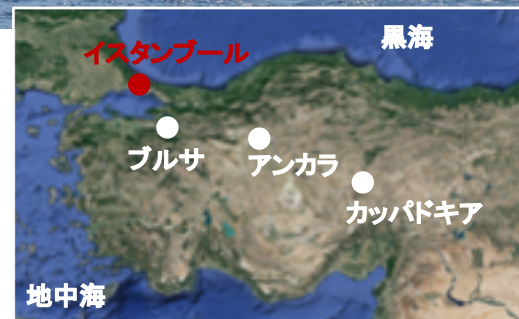 黒海
イスタンブール
ブルサ
アンカラ
カッパドキア
地中海